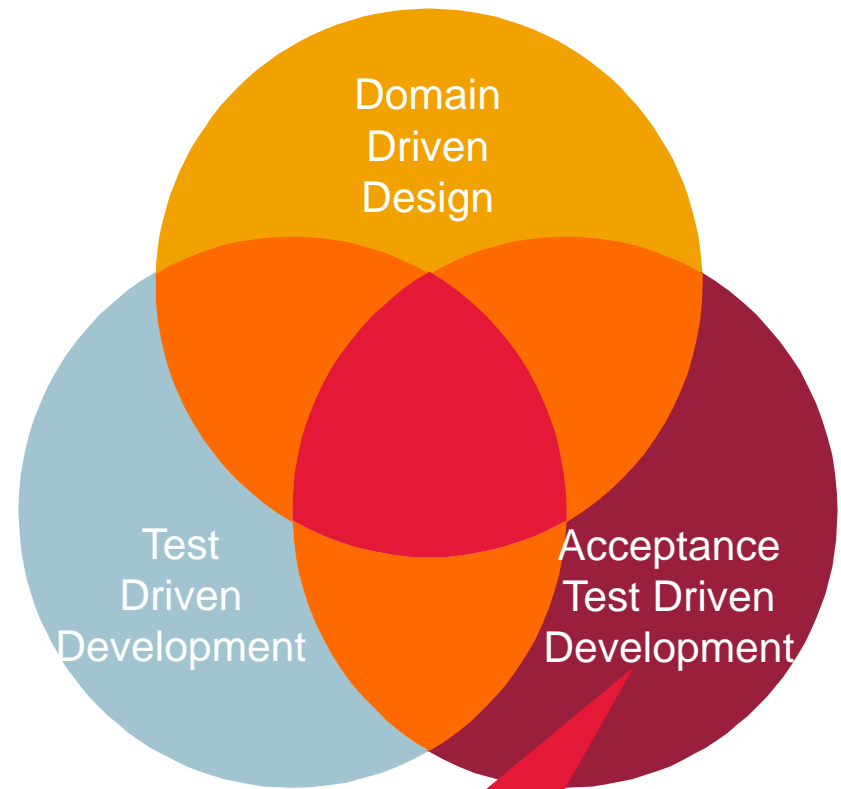 Domain
Driven
Design
Test
Driven
Development
Acceptance
Test Driven
Development